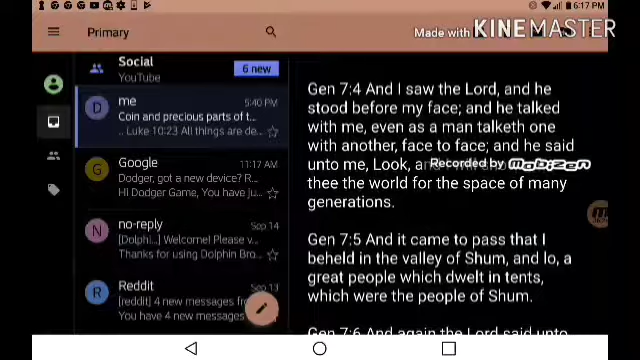 6:17 PM
Primary
Made with KINEMASTER
Social
YouTube
6 new
D
me
5:40 PM
Coin and precious parts of t...
.. Luke 10:23 All things are de...
G
Google
11:17 AM
Dodger, got a new device? R...
Hi Dodger Game, You have ju...
N
no-reply
Sep 14
[Dolphi...] Welcome! Please v...
Thanks for using Dolphin Bro...
R
Reddit
Sep 13
[reddit] 4 new messages fr
You have 4 new message
Gen 7:4 And I saw the Lord, and he
stood before my face; and he talked
with me, even as a man talketh one
with another, face to face; and he said
unto me, Look, and I
Recorded by mobizen
thee the world for the space of many
generations.
Gen 7:5 And it came to pass that I
beheld in the valley of Shum, and lo, a
great people which dwelt in tents,
which were the people of Shum.
Gen 7:6 And again the Lord said unto